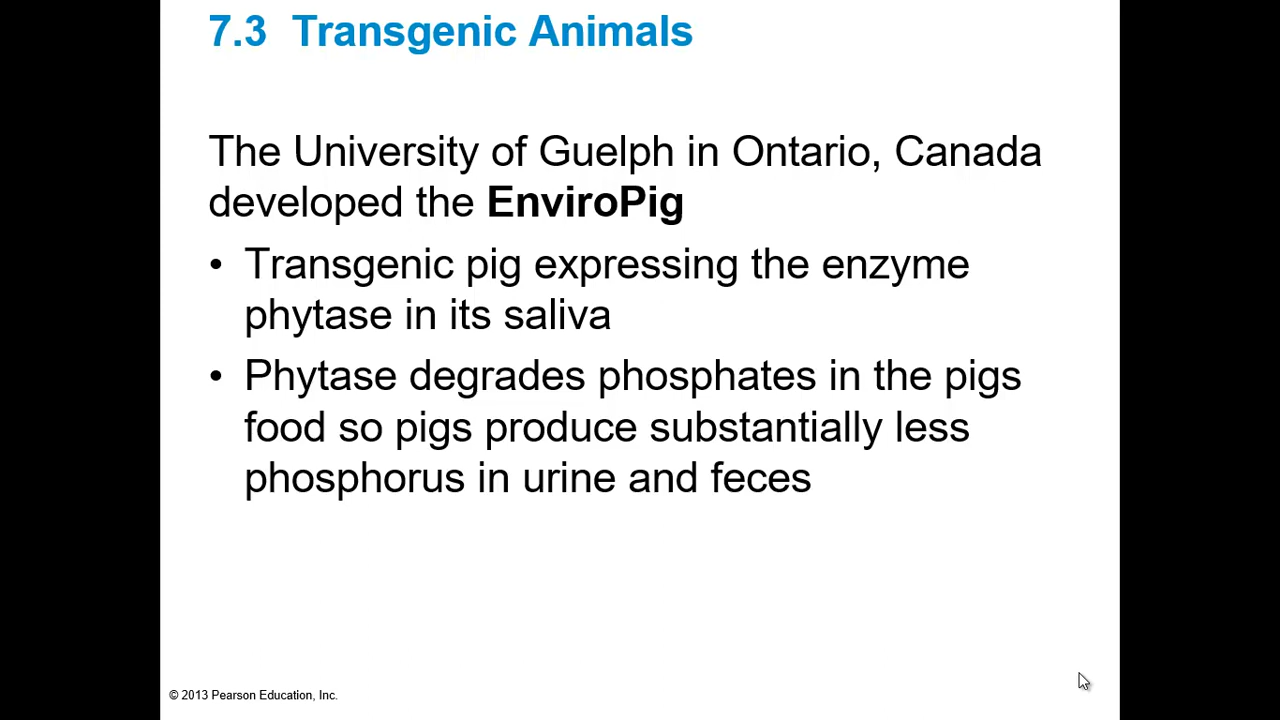 7.3 Transgenic Animals
The University of Guelph in Ontario, Canada
developed the EnviroPig
• Transgenic pig expressing the enzyme
phytase in its saliva
• Phytase degrades phosphates in the pigs
food so pigs produce substantially less
phosphorus in urine and feces
© 2013 Pearson Education, Inc.